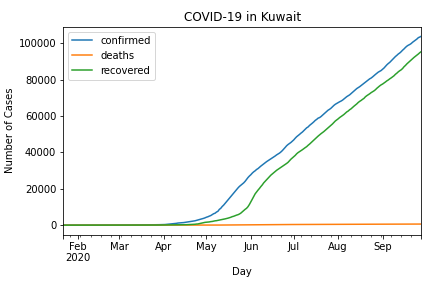 COVID-19 in Kuwait
confirmed
deaths
recovered
Number of Cases
100000
80000
60000
40000
20000
0
Feb Mar Apr May Jun Jul Aug Sep
2020
Day